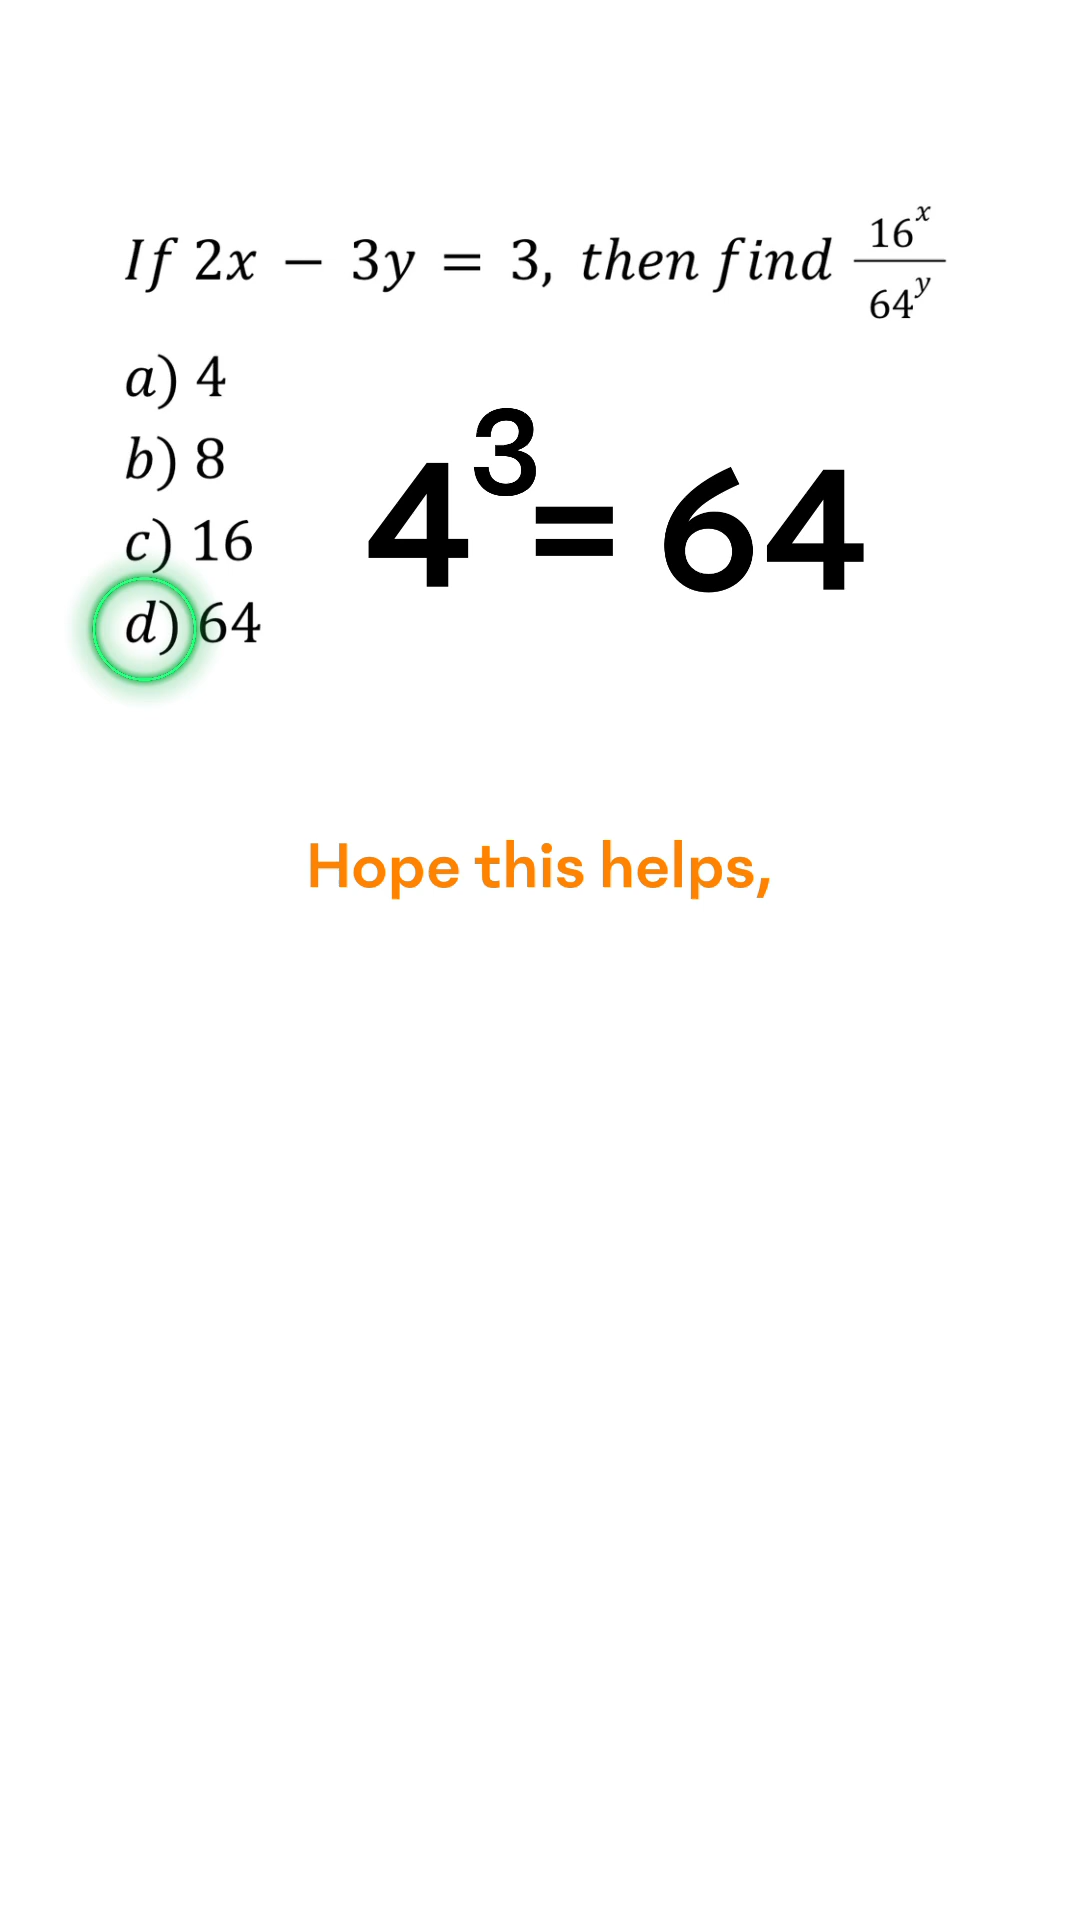 If 2x − 3y = 3, then find 16^x / 64^y
a) 4
b) 8
c) 16
d) 64
4^3 = 64
Hope this helps,